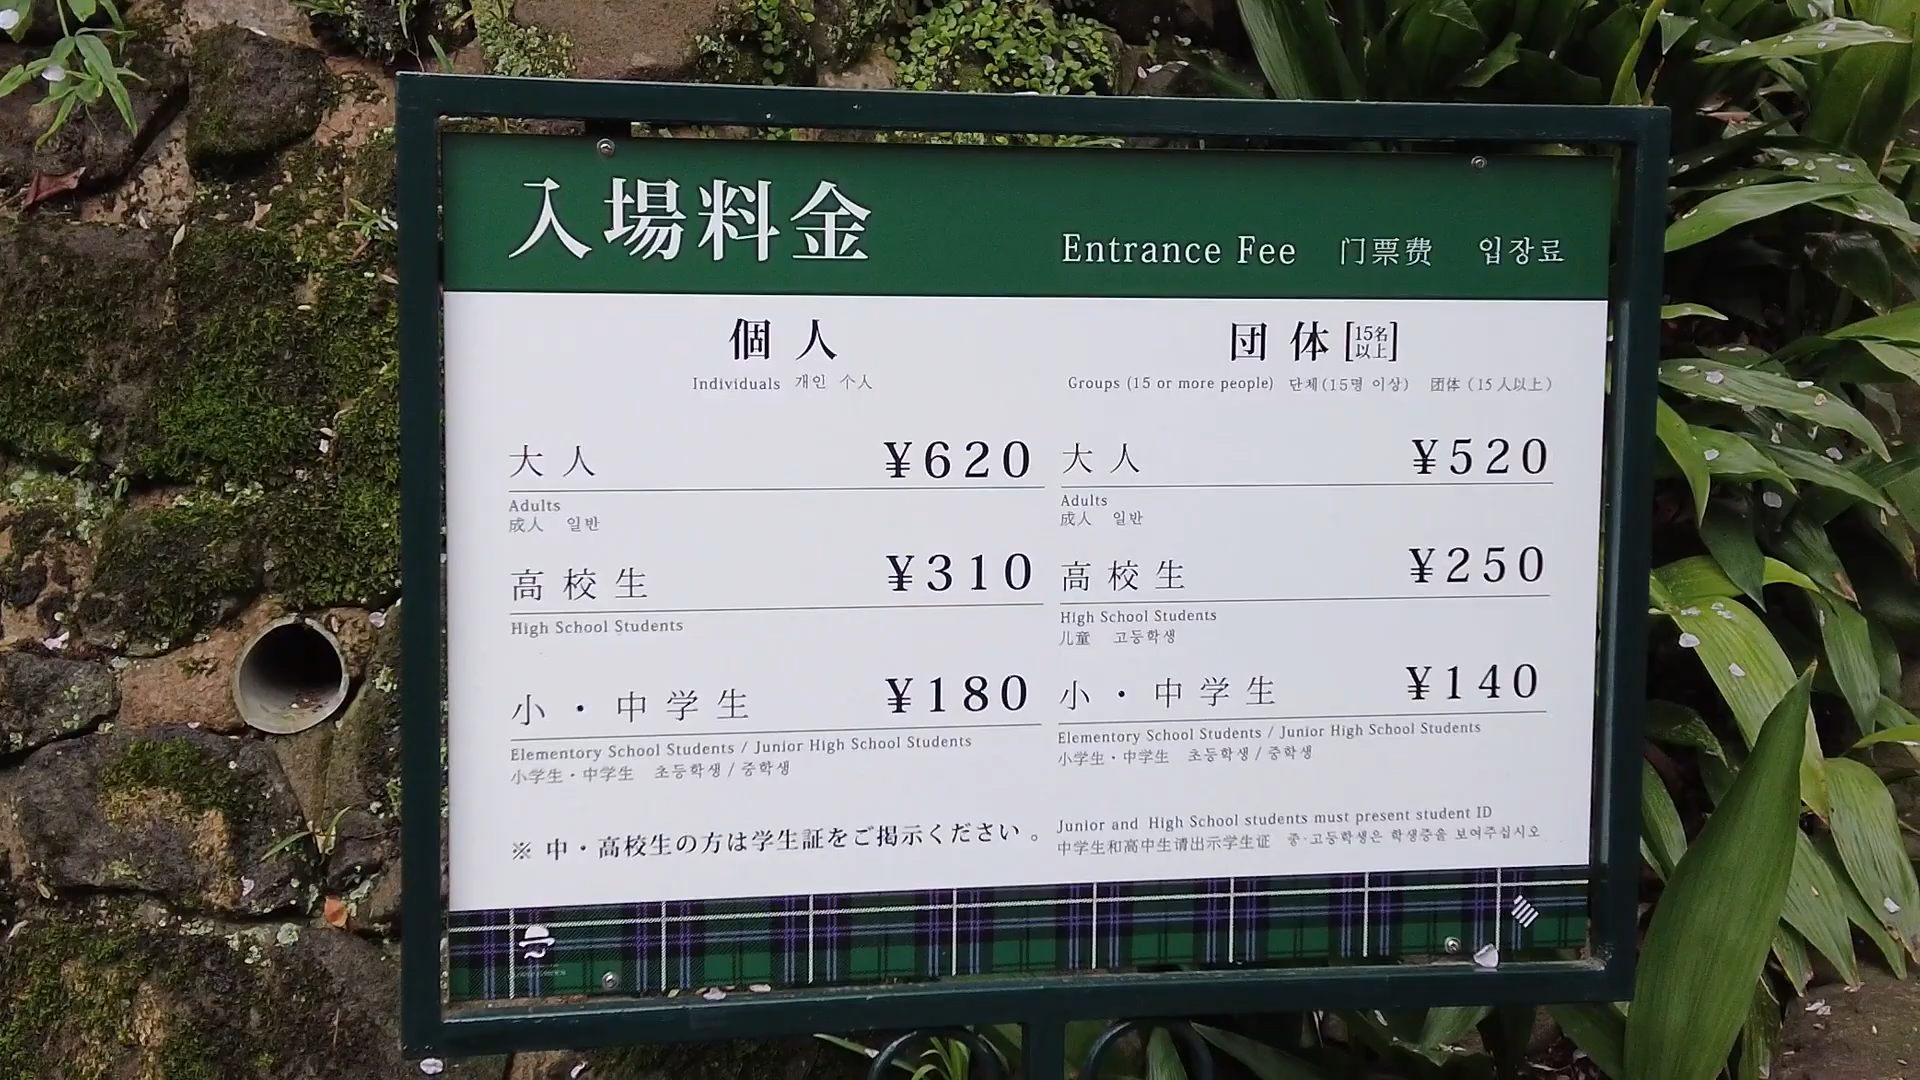 入場料金
Entrance Fee 门票费 입장료
個人
Individuals 개인 个人
大人 ¥620
Adults
成人 일반
高校生 ¥310
High School Students
小・中学生 ¥180
Elementary School Students / Junior High School Students
小学生・中学生 초등학생 / 중학생
※ 中・高校生の方は学生証をご掲示ください。
団体[15名以上]
Groups (15 or more people) 단체(15명 이상) 团体（15人以上）
大人 ¥520
Adults
成人 일반
高校生 ¥250
High School Students
儿童 고등학생
小・中学生 ¥140
Elementary School Students / Junior High School Students
小学生・中学生 초등학생 / 중학생
Junior and High School students must present student ID
中学生和高中生请出示学生证 중·고등학생은 학생증을 보여주십시오